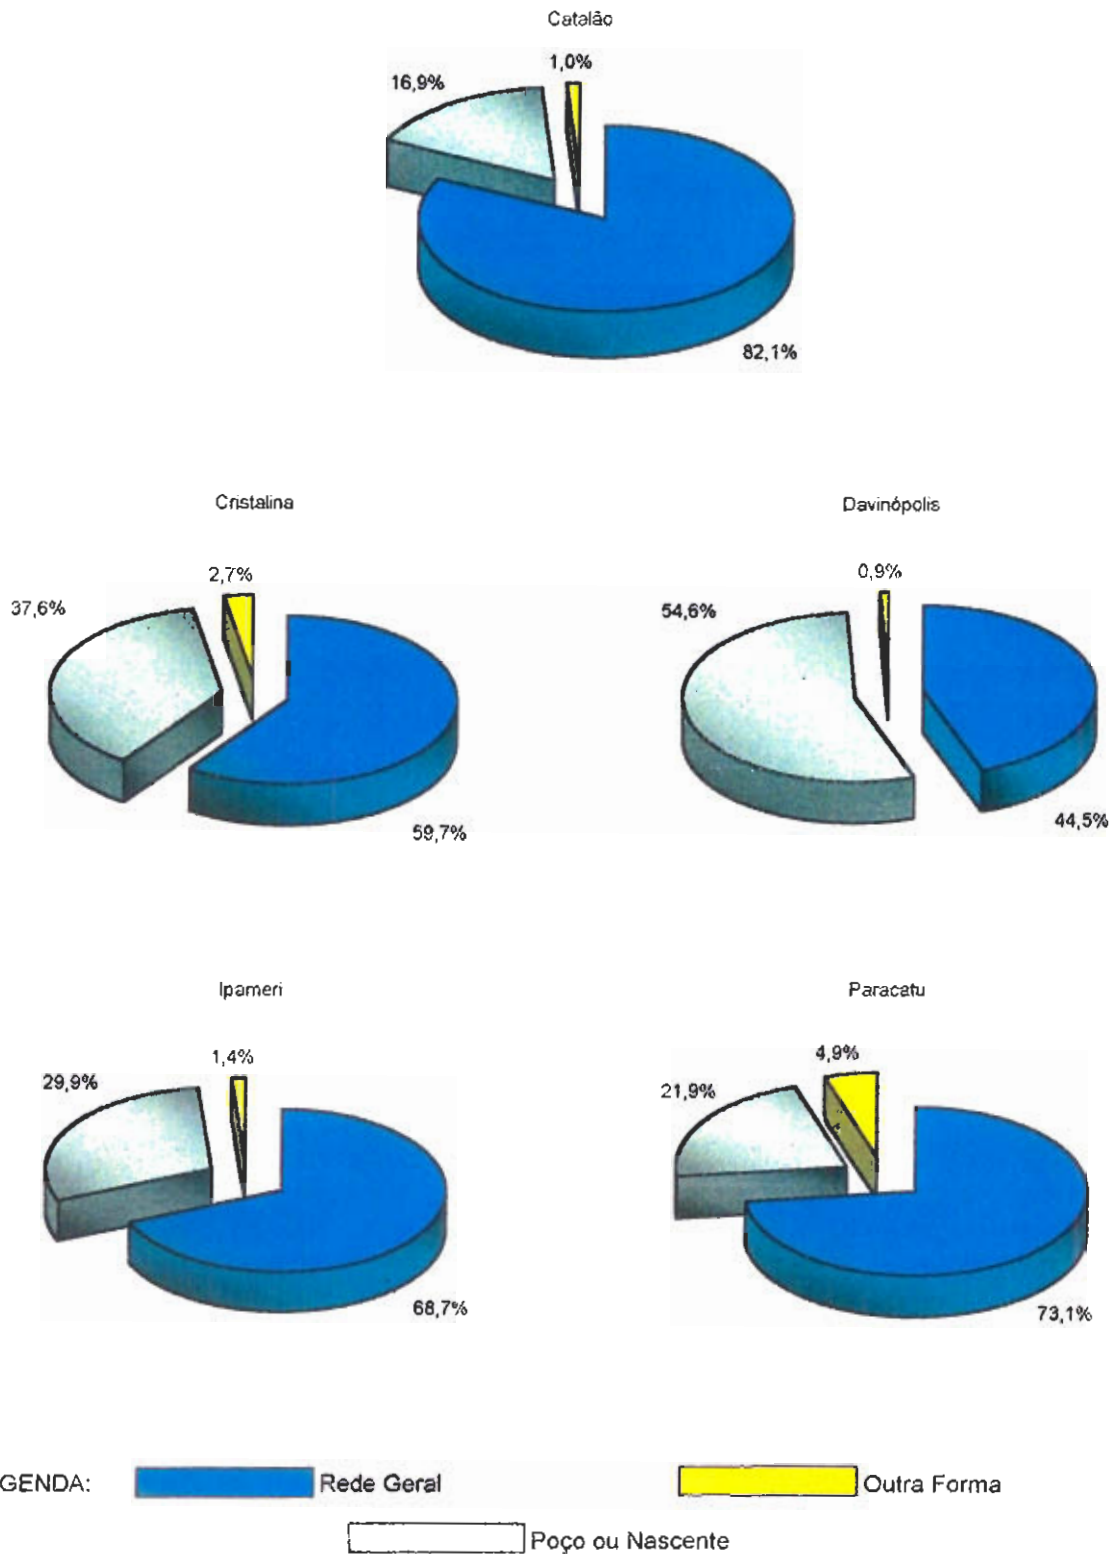 Catalão
1,0%
16,9%
82,1%
Cristalina
2,7%
37,6%
59,7%
Davinópolis
0,9%
54,6%
44,5%
Ipameri
1,4%
29,9%
68,7%
Paracatu
4,9%
21,9%
73,1%
GENDA:
Rede Geral
Outra Forma
Poço ou Nascente